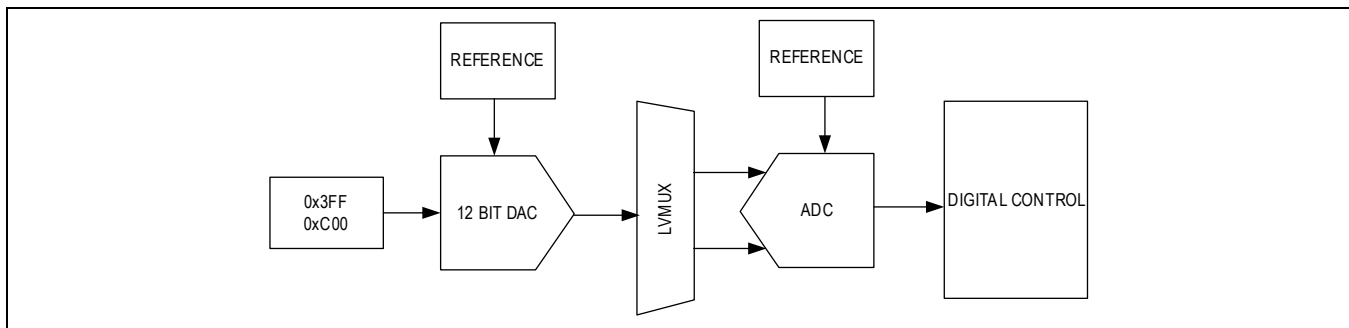 REFERENCE
REFERENCE
0x3FF
0xC00
12 BIT DAC
LVMUX
ADC
DIGITAL CONTROL